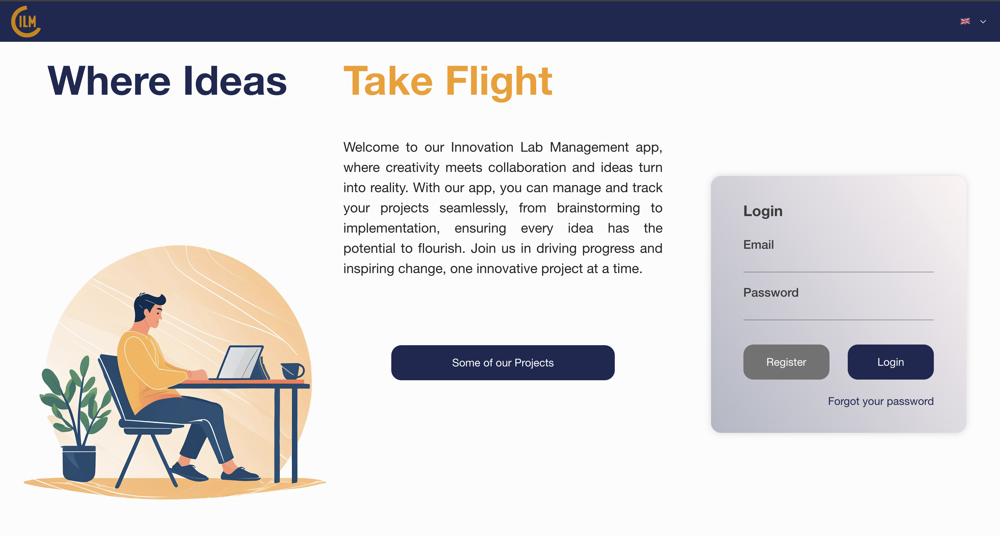 ILM
Where Ideas Take Flight
Welcome to our Innovation Lab Management app,
where creativity meets collaboration and ideas turn
into reality. With our app, you can manage and track
your projects seamlessly, from brainstorming to
implementation, ensuring every idea has the
potential to flourish. Join us in driving progress and
inspiring change, one innovative project at a time.
Some of our Projects
Login
Email
Password
Register
Login
Forgot your password